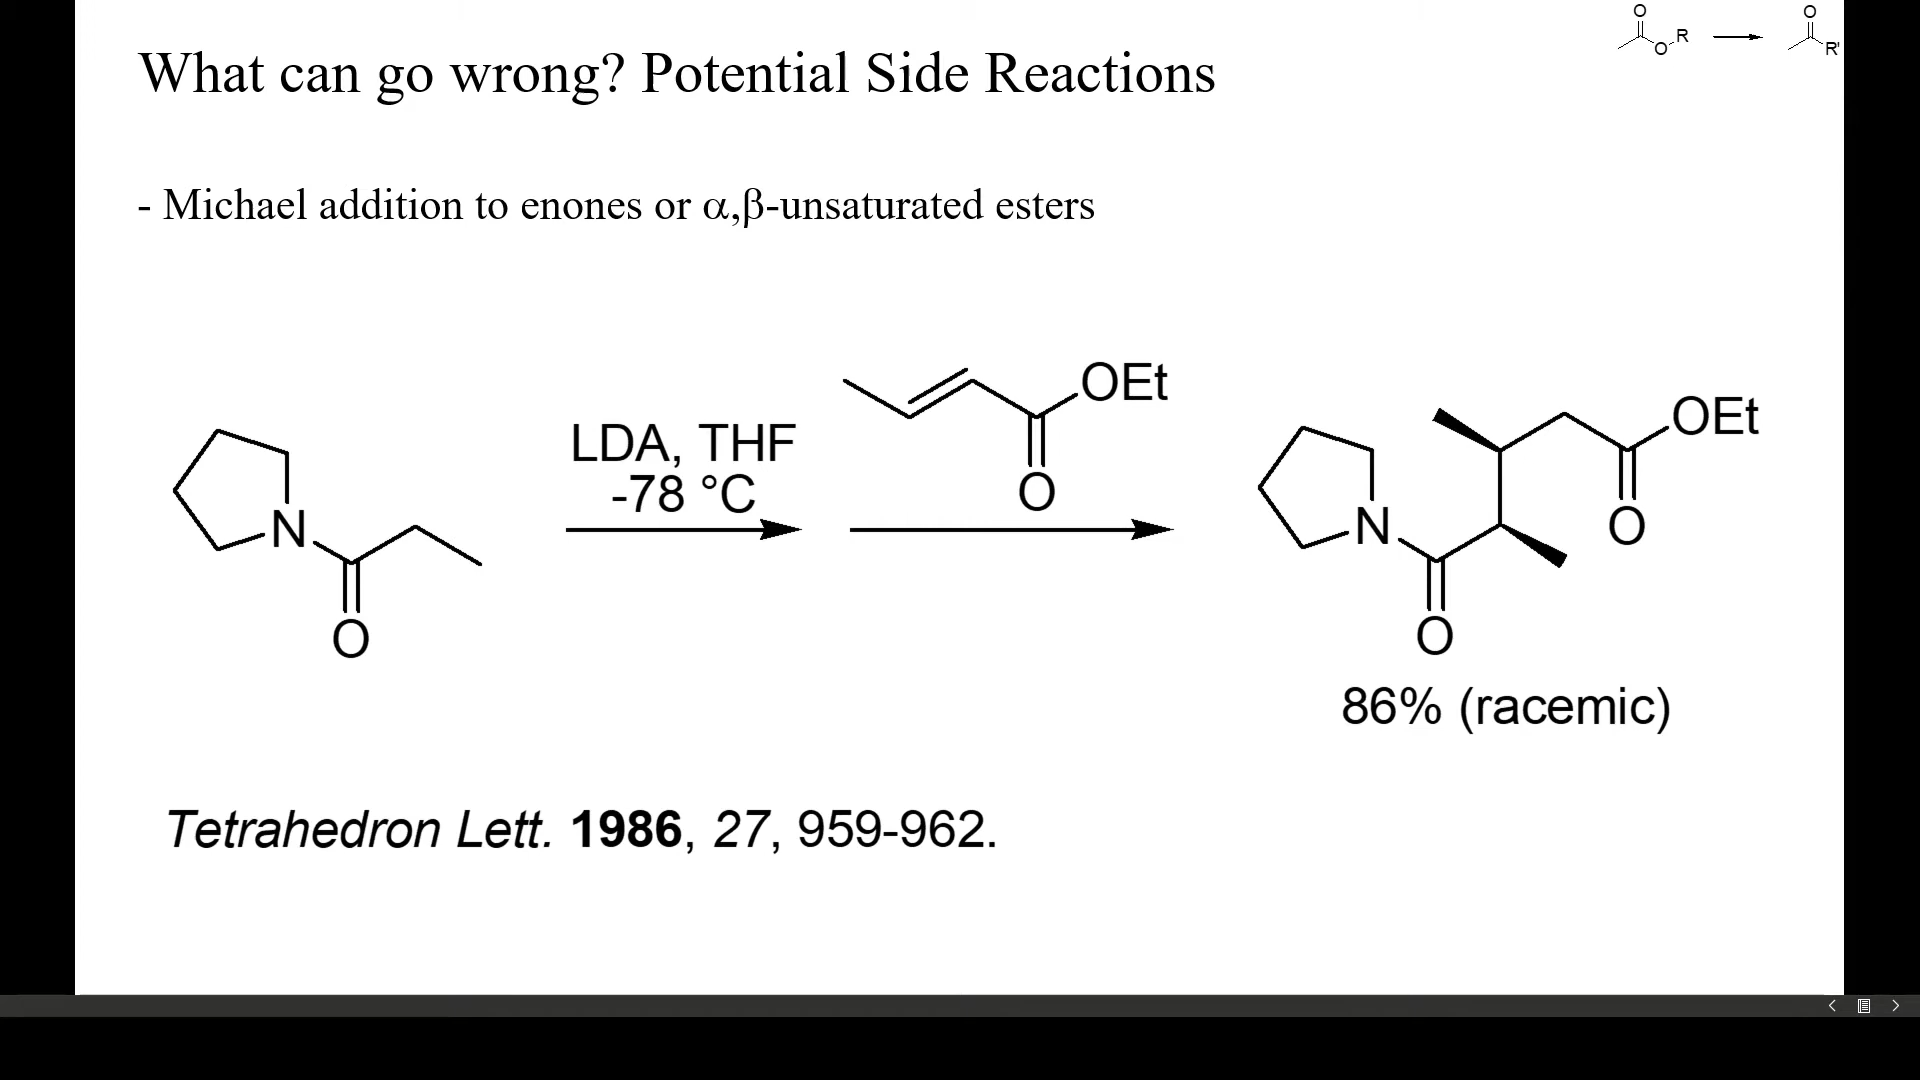 What can go wrong? Potential Side Reactions
O
O
R
O
R'
- Michael addition to enones or α,β-unsaturated esters
N
O
LDA, THF
-78 °C
OEt
O
N
O
OEt
O
86% (racemic)
Tetrahedron Lett. 1986, 27, 959-962.